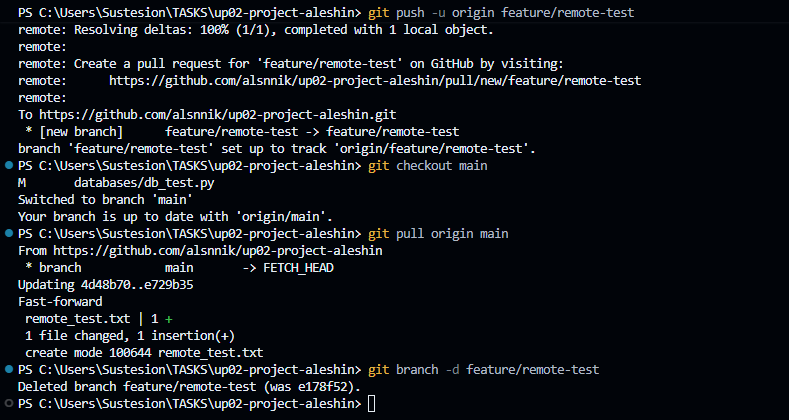 PS C:\Users\Sustesion\TASKS\up02-project-aleshin> git push -u origin feature/remote-test
remote: Resolving deltas: 100% (1/1), completed with 1 local object.
remote:
remote: Create a pull request for 'feature/remote-test' on GitHub by visiting:
remote:      https://github.com/alsnnik/up02-project-aleshin/pull/new/feature/remote-test
remote:
To https://github.com/alsnnik/up02-project-aleshin.git
 * [new branch]      feature/remote-test -> feature/remote-test
branch 'feature/remote-test' set up to track 'origin/feature/remote-test'.
PS C:\Users\Sustesion\TASKS\up02-project-aleshin> git checkout main
M       databases/db_test.py
Switched to branch 'main'
Your branch is up to date with 'origin/main'.
PS C:\Users\Sustesion\TASKS\up02-project-aleshin> git pull origin main
From https://github.com/alsnnik/up02-project-aleshin
 * branch            main       -> FETCH_HEAD
Updating 4d48b70..e729b35
Fast-forward
 remote_test.txt | 1 +
 1 file changed, 1 insertion(+)
 create mode 100644 remote_test.txt
PS C:\Users\Sustesion\TASKS\up02-project-aleshin> git branch -d feature/remote-test
Deleted branch feature/remote-test (was e178f52).
PS C:\Users\Sustesion\TASKS\up02-project-aleshin>